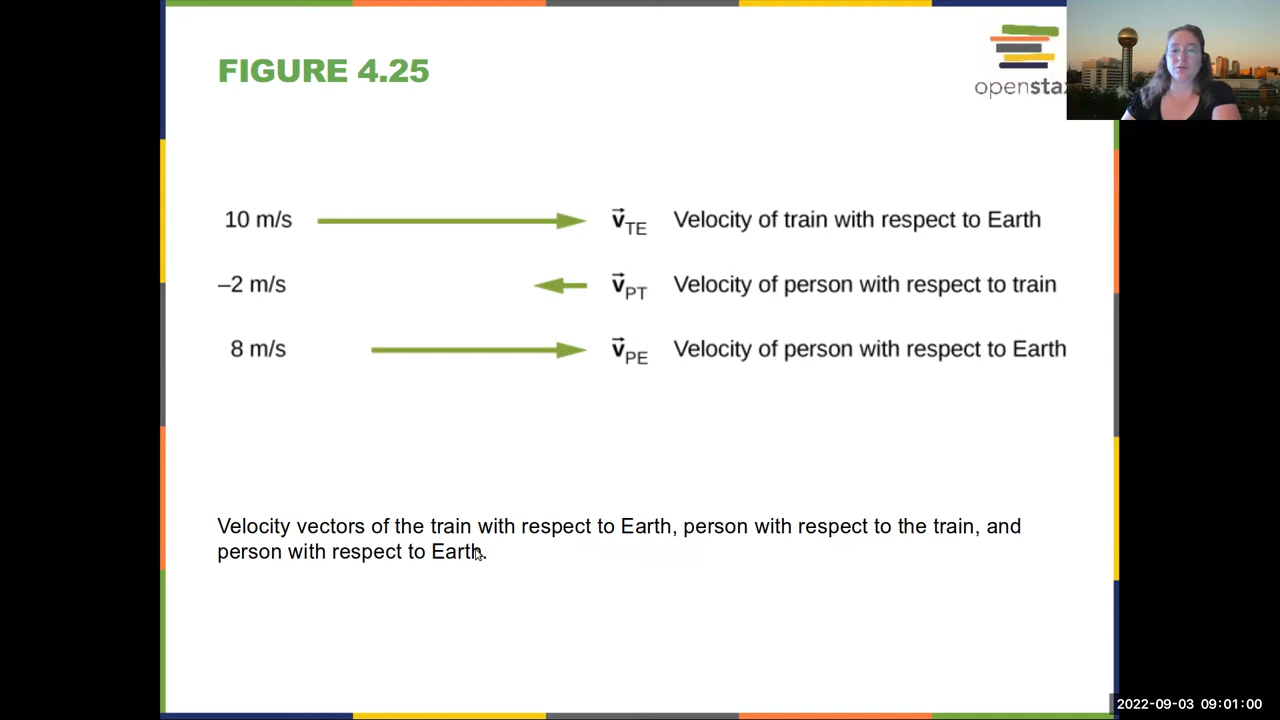 FIGURE 4.25
openstax
10 m/s v⃗TE Velocity of train with respect to Earth
–2 m/s v⃗PT Velocity of person with respect to train
8 m/s v⃗PE Velocity of person with respect to Earth
Velocity vectors of the train with respect to Earth, person with respect to the train, and
person with respect to Earth.
2022-09-03 09:01:00